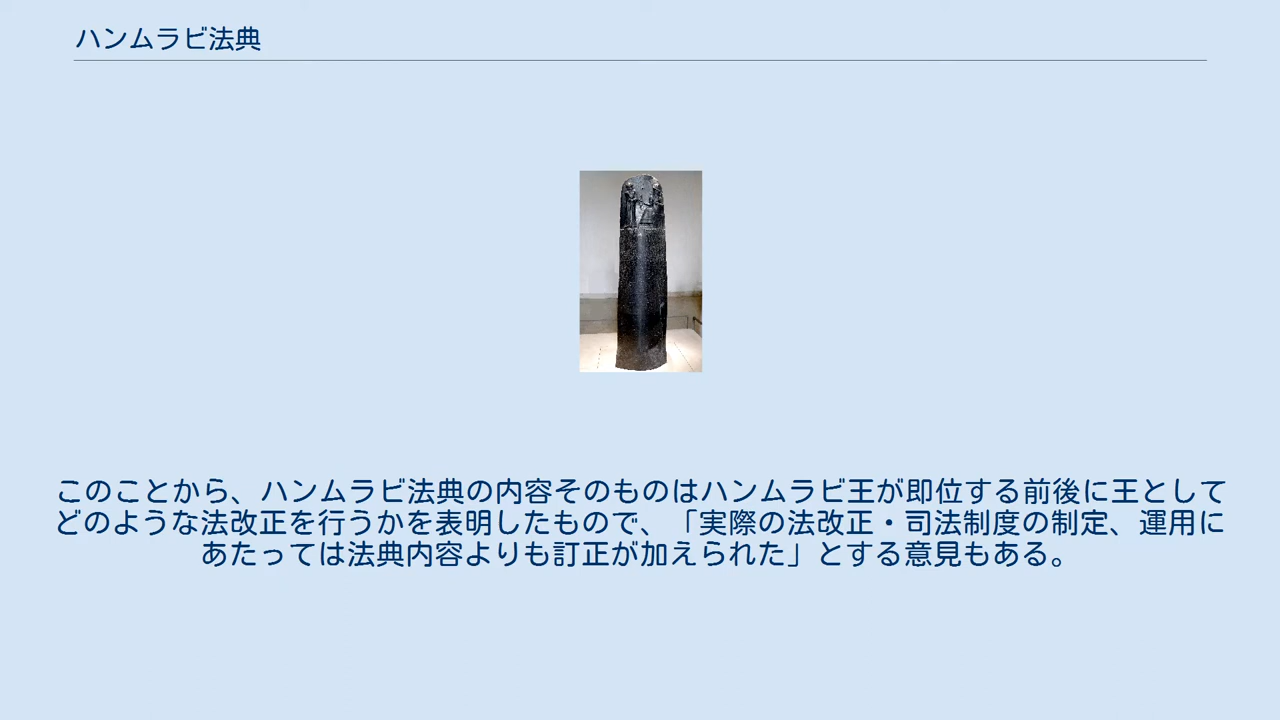 ハンムラビ法典
このことから、ハンムラビ法典の内容そのものはハンムラビ王が即位する前後に王として
どのような法改正を行うかを表明したもので、「実際の法改正・司法制度の制定、運用に
あたっては法典内容よりも訂正が加えられた」とする意見もある。